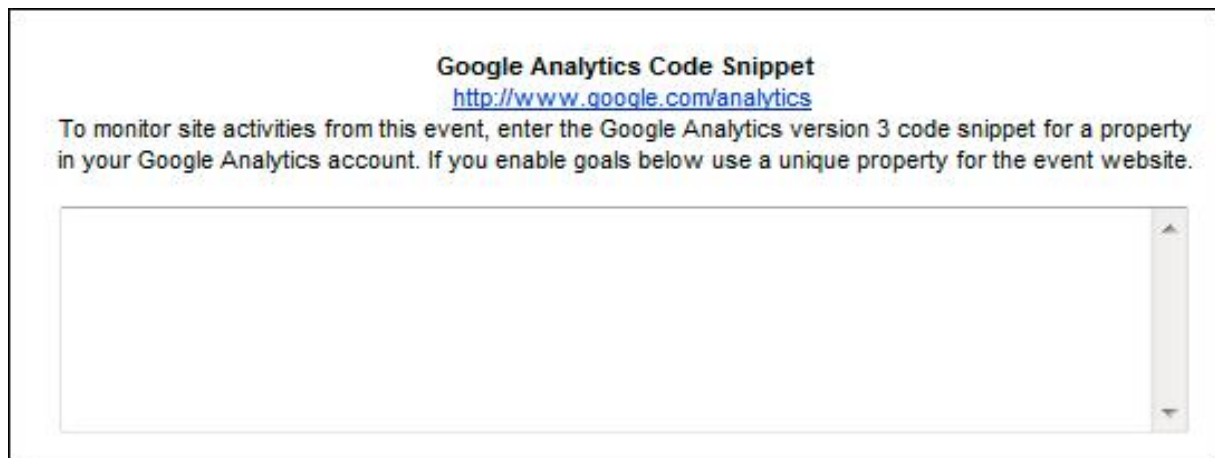 Google Analytics Code Snippet
http://www.google.com/analytics
To monitor site activities from this event, enter the Google Analytics version 3 code snippet for a property
in your Google Analytics account. If you enable goals below use a unique property for the event website.